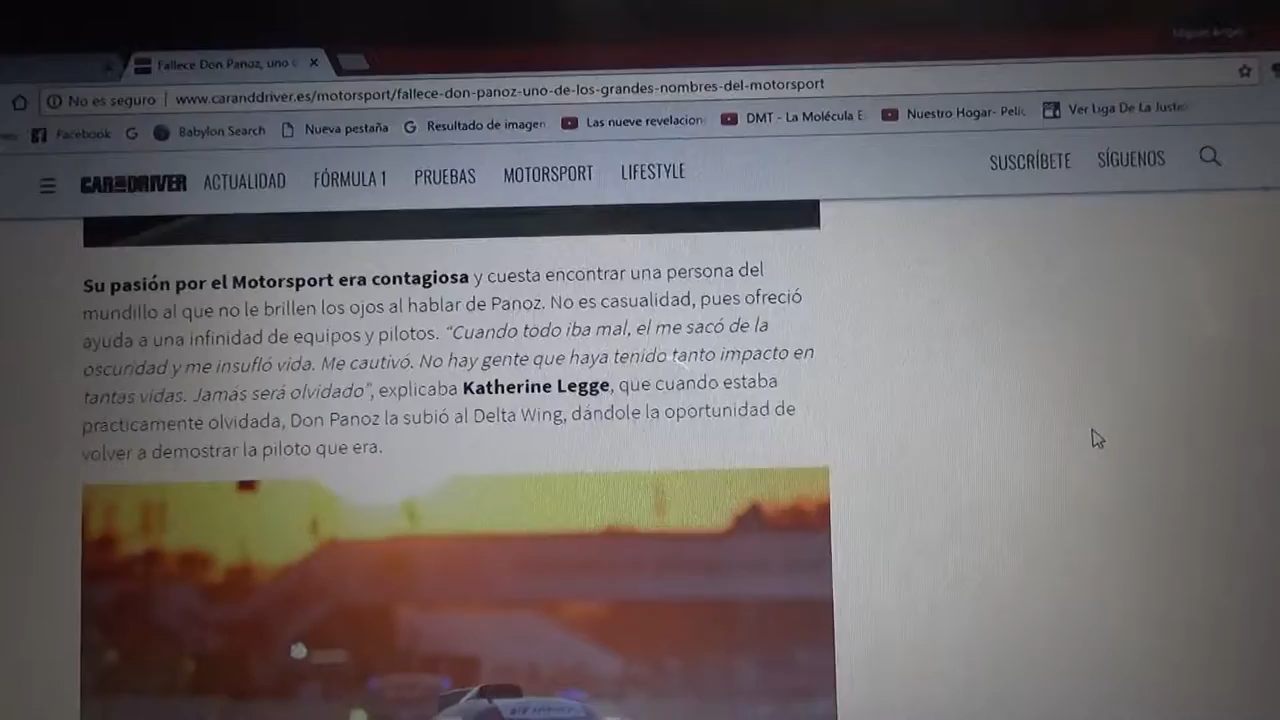 Miguel Angel
Fallece Don Panoz, uno
No es seguro | www.caranddriver.es/motorsport/fallece-don-panoz-uno-de-los-grandes-nombres-del-motorsport
Facebook Babylon Search Nueva pestaña Resultado de imagen Las nueve revelacion DMT - La Molécula E Nuestro Hogar- Pelíc Ver Liga De La Justic
CAR AND DRIVER ACTUALIDAD FÓRMULA 1 PRUEBAS MOTORSPORT LIFESTYLE SUSCRÍBETE SÍGUENOS
Su pasión por el Motorsport era contagiosa y cuesta encontrar una persona del
mundillo al que no le brillen los ojos al hablar de Panoz. No es casualidad, pues ofreció
ayuda a una infinidad de equipos y pilotos. “Cuando todo iba mal, el me sacó de la
oscuridad y me insufló vida. Me cautivó. No hay gente que haya tenido tanto impacto en
tantas vidas. Jamás será olvidado”, explicaba Katherine Legge, que cuando estaba
prácticamente olvidada, Don Panoz la subió al Delta Wing, dándole la oportunidad de
volver a demostrar la piloto que era.